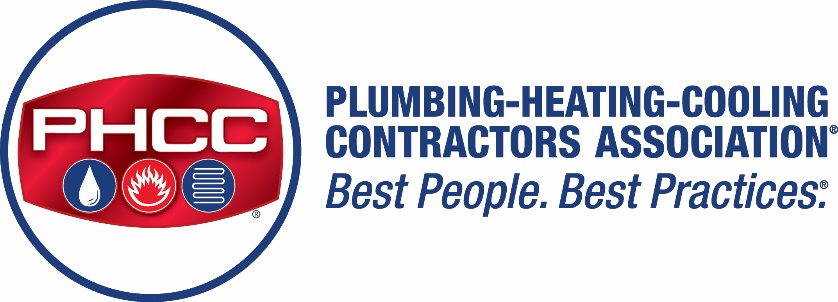 PHCC
®
PLUMBING-HEATING-COOLING
CONTRACTORS ASSOCIATION®
Best People. Best Practices.®